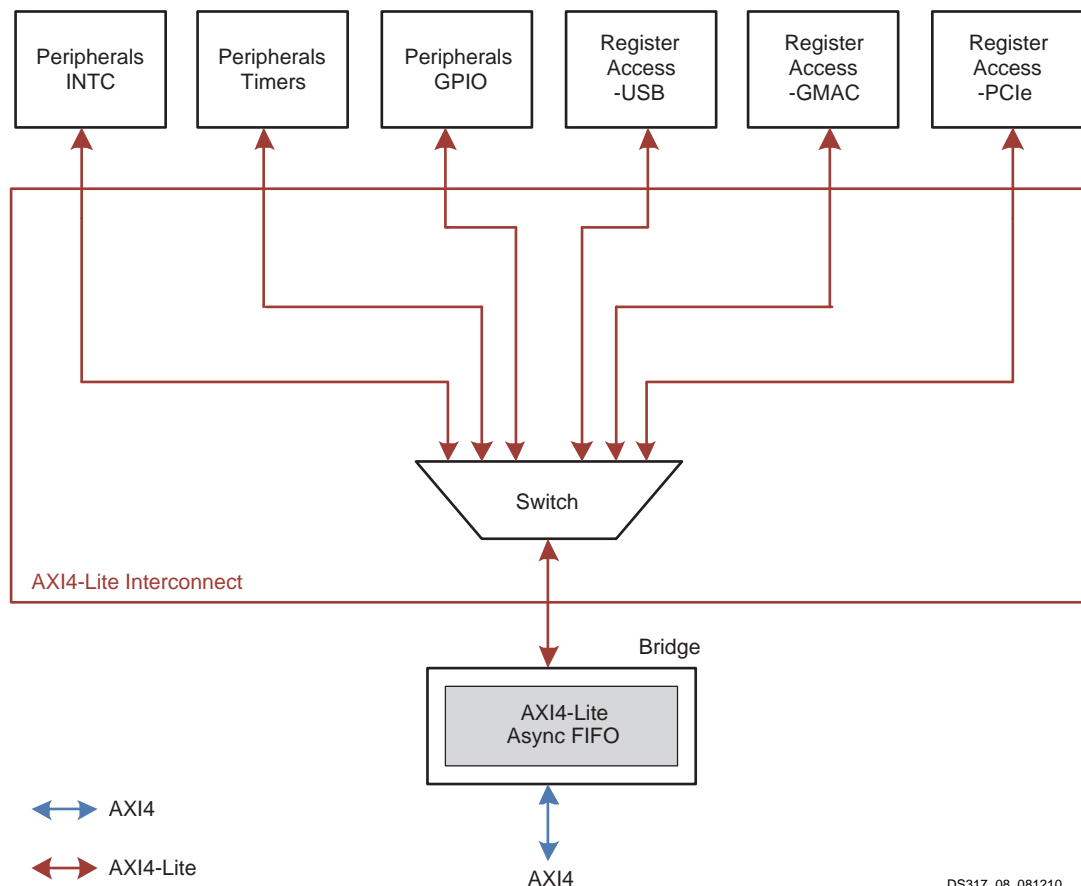 Peripherals
INTC
Peripherals
Timers
Peripherals
GPIO
Register
Access
-USB
Register
Access
-GMAC
Register
Access
-PCIe
Switch
AXI4-Lite Interconnect
Bridge
AXI4-Lite
Async FIFO
AXI4
AXI4-Lite
AXI4
DS317_08_081210